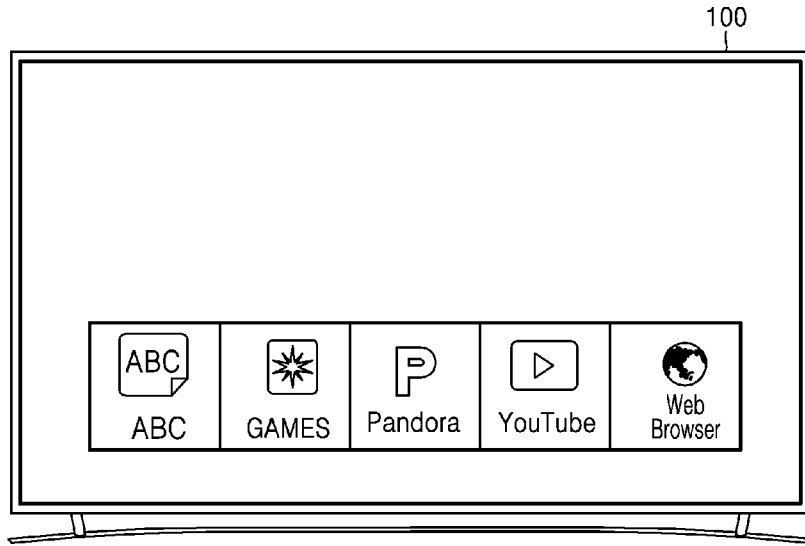 100
ABC
P
ABC
GAMES
Pandora
YouTube
Web
Browser